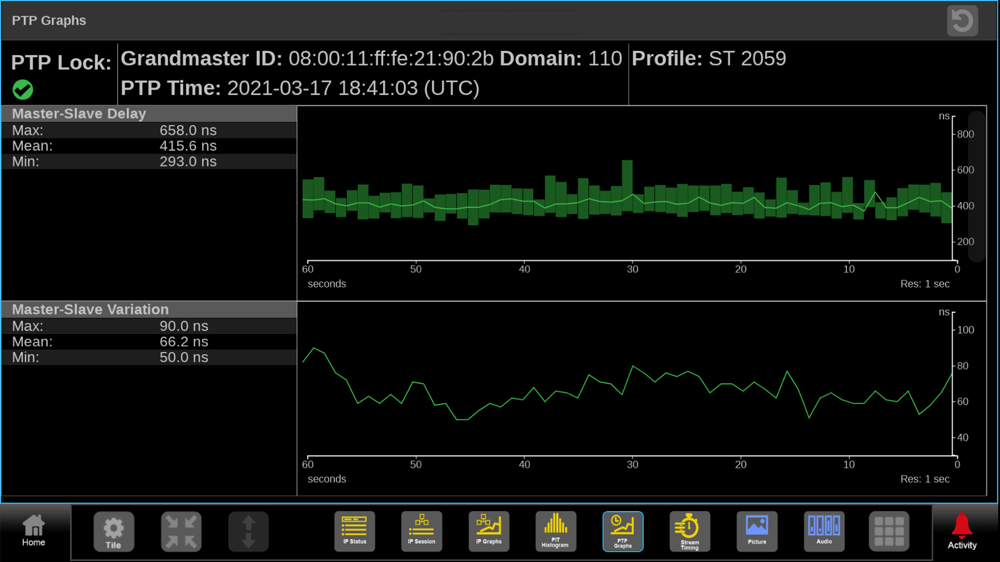 PTP Graphs
PTP Lock:
Grandmaster ID: 08:00:11:ff:fe:21:90:2b Domain: 110
PTP Time: 2021-03-17 18:41:03 (UTC)
Profile: ST 2059
Master-Slave Delay
Max: 658.0 ns
Mean: 415.6 ns
Min: 293.0 ns
ns
800
600
400
200
60 50 40 30 20 10 0
seconds Res: 1 sec
Master-Slave Variation
Max: 90.0 ns
Mean: 66.2 ns
Min: 50.0 ns
ns
100
80
60
40
60 50 40 30 20 10 0
seconds Res: 1 sec
Home
Tile
IP Status
IP Session
IP Graphs
PIT
Histogram
PTP
Graphs
Stream
Timing
Picture
Audio
Activity